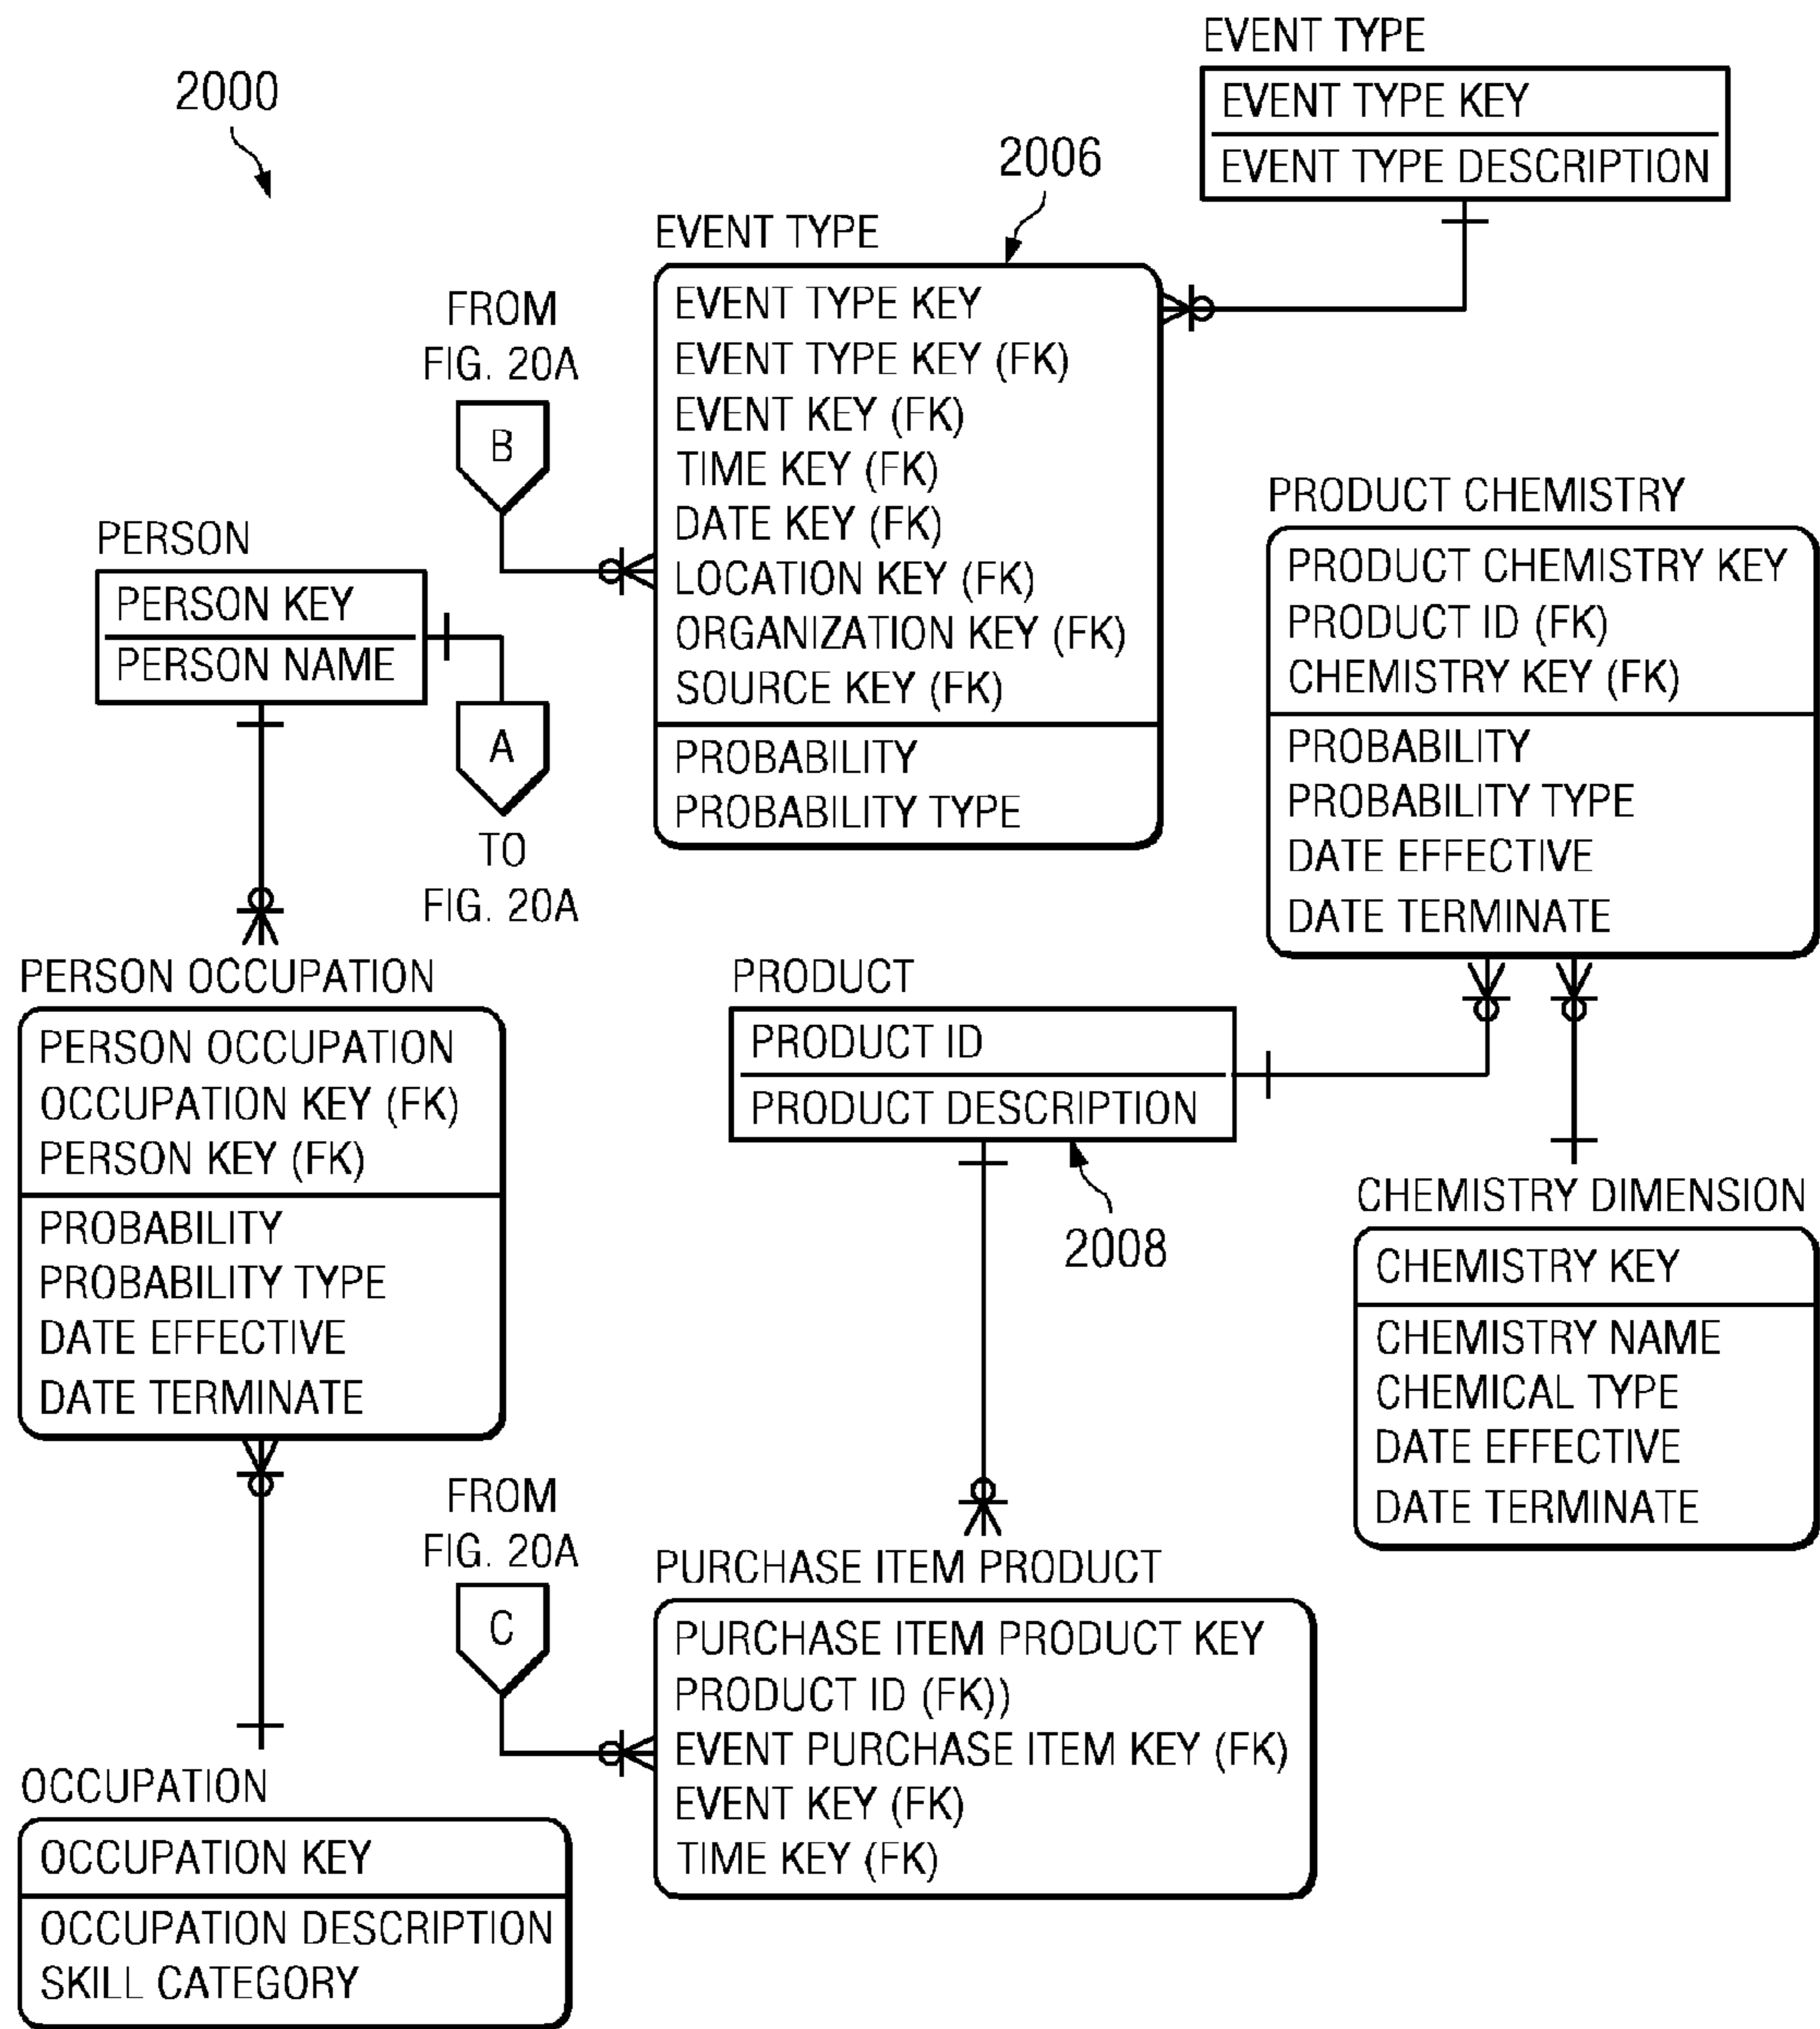 2000
EVENT TYPE
EVENT TYPE KEY
EVENT TYPE DESCRIPTION
2006
EVENT TYPE
EVENT TYPE KEY
EVENT TYPE KEY (FK)
EVENT KEY (FK)
TIME KEY (FK)
DATE KEY (FK)
LOCATION KEY (FK)
ORGANIZATION KEY (FK)
SOURCE KEY (FK)
PROBABILITY
PROBABILITY TYPE
FROM
FIG. 20A
B
PERSON
PERSON KEY
PERSON NAME
A
TO
FIG. 20A
PRODUCT CHEMISTRY
PRODUCT CHEMISTRY KEY
PRODUCT ID (FK)
CHEMISTRY KEY (FK)
PROBABILITY
PROBABILITY TYPE
DATE EFFECTIVE
DATE TERMINATE
PERSON OCCUPATION
PERSON OCCUPATION
OCCUPATION KEY (FK)
PERSON KEY (FK)
PROBABILITY
PROBABILITY TYPE
DATE EFFECTIVE
DATE TERMINATE
PRODUCT
PRODUCT ID
PRODUCT DESCRIPTION
2008
CHEMISTRY DIMENSION
CHEMISTRY KEY
CHEMISTRY NAME
CHEMICAL TYPE
DATE EFFECTIVE
DATE TERMINATE
FROM
FIG. 20A
C
PURCHASE ITEM PRODUCT
PURCHASE ITEM PRODUCT KEY
PRODUCT ID (FK))
EVENT PURCHASE ITEM KEY (FK)
EVENT KEY (FK)
TIME KEY (FK)
OCCUPATION
OCCUPATION KEY
OCCUPATION DESCRIPTION
SKILL CATEGORY